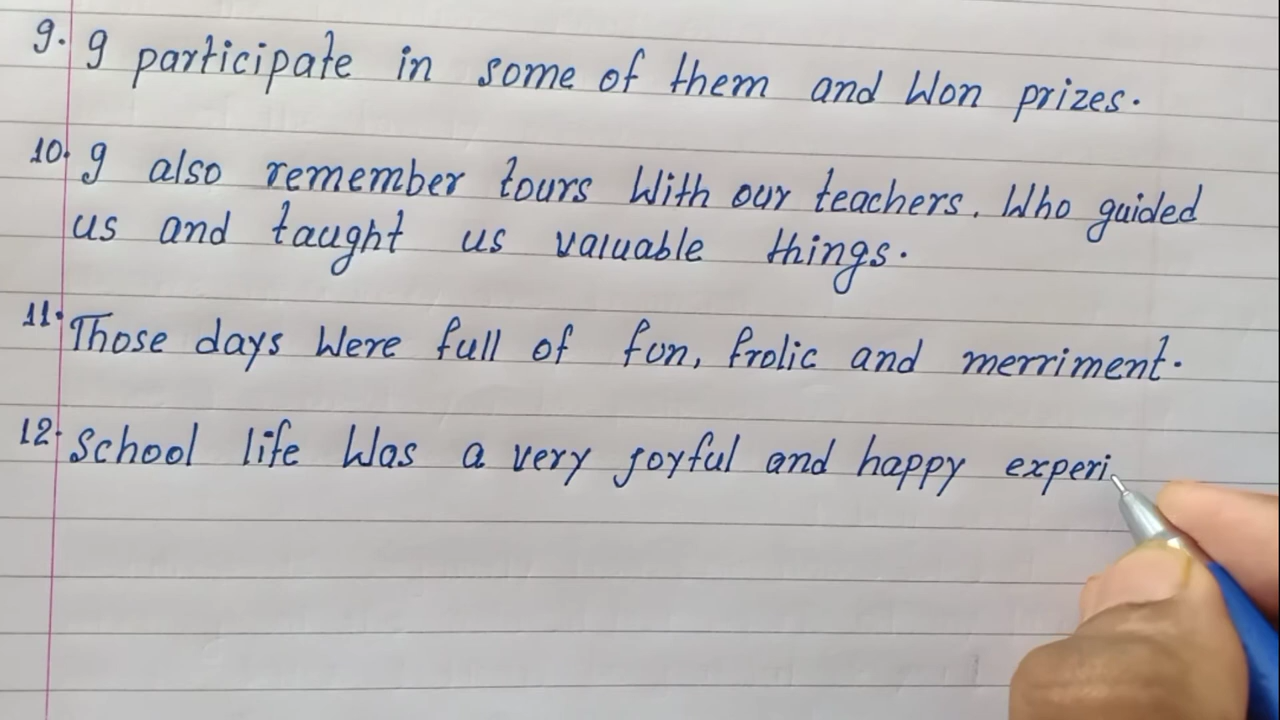 9. I participate in some of them and Won prizes.
10. I also remember tours With our teachers. Who guided
us and taught us valuable things.
11. Those days Were full of fun, frolic and merriment.
12. School life Was a very joyful and happy experi